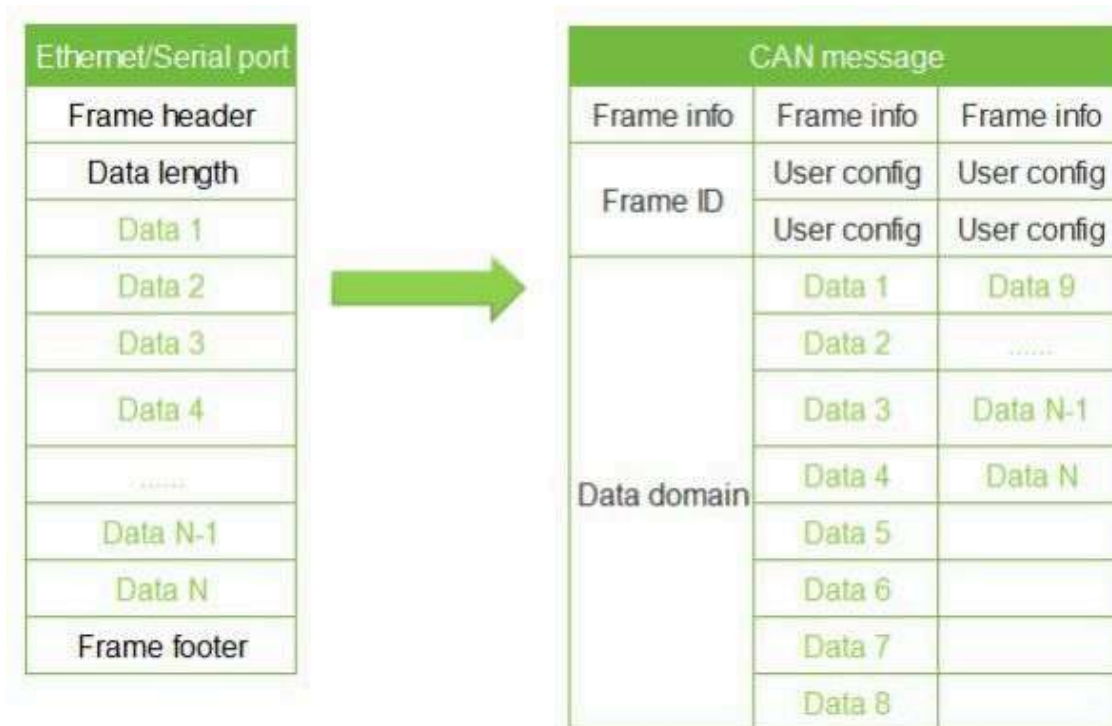 Ethernet/Serial port
Frame header
Data length
Data 1
Data 2
Data 3
Data 4
......
Data N-1
Data N
Frame footer
CAN message
Frame info Frame info Frame info
Frame ID User config User config
User config User config
Data domain Data 1 Data 9
Data 2 ......
Data 3 Data N-1
Data 4 Data N
Data 5
Data 6
Data 7
Data 8